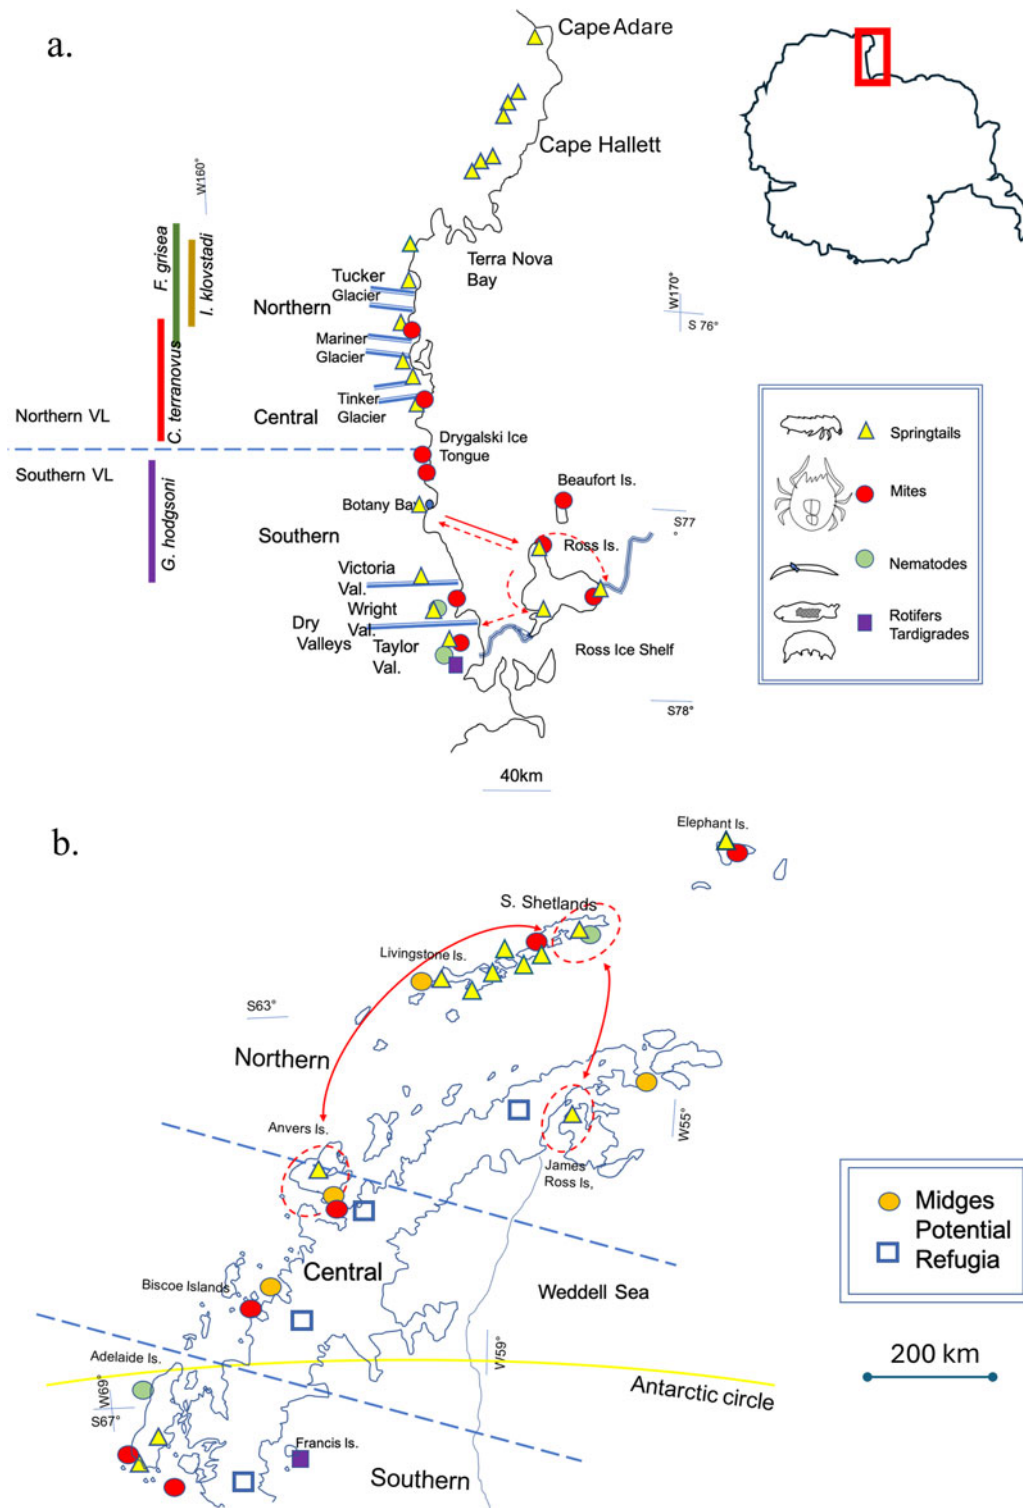 a.
Cape Adare
Cape Hallett
W160°
F. grisea
I. klovstadi
C. terranovus
G. hodgsoni
Terra Nova
Bay
Tucker
Glacier
Northern
W170°
S 76°
Mariner
Glacier
Tinker
Glacier
Central
Northern VL
Southern VL
Drygalski Ice
Tongue
Botany Bay
Beaufort Is.
S77
°
Southern
Ross Is.
Victoria
Val.
Wright
Val.
Dry
Valleys
Taylor
Val.
Ross Ice Shelf
S78°
40km
Springtails
Mites
Nematodes
Rotifers
Tardigrades
b.
Elephant Is.
S. Shetlands
Livingstone Is.
S63°
Northern
W55°
Anvers Is.
James
Ross Is,
Central
Weddell Sea
Biscoe Islands
Midges
Potential
Refugia
Adelaide Is.
W59°
200 km
W69°
S67°
Antarctic circle
Francis Is.
Southern